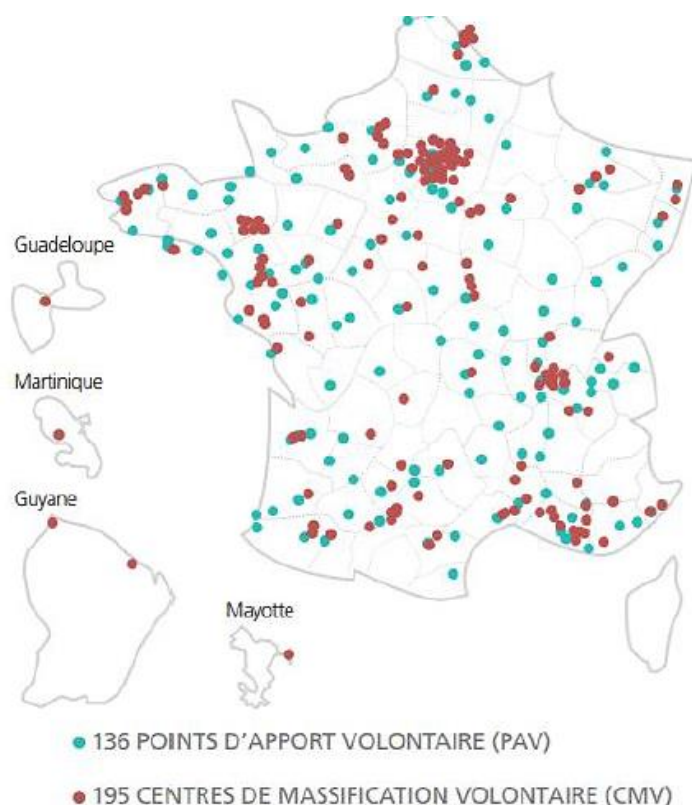 Guadeloupe
Martinique
Guyane
Mayotte
136 POINTS D'APPORT VOLONTAIRE (PAV)
195 CENTRES DE MASSIFICATION VOLONTAIRE (CMV)